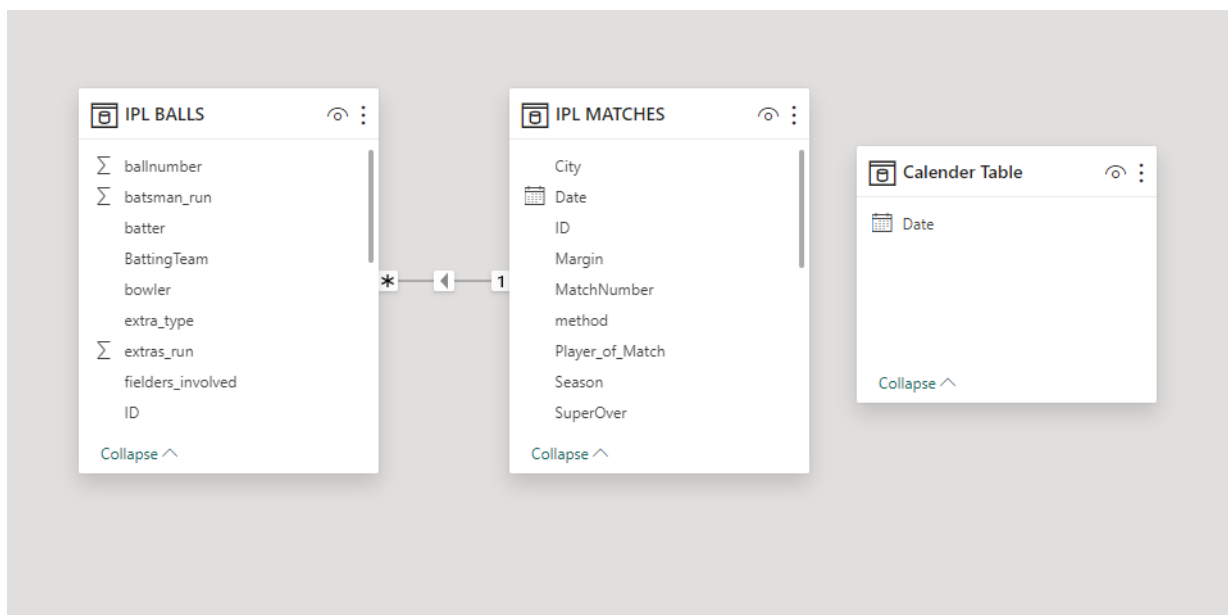 IPL BALLS
ballnumber
batsman_run
batter
BattingTeam
bowler
extra_type
extras_run
fielders_involved
ID
Collapse
* 1
IPL MATCHES
City
Date
ID
Margin
MatchNumber
method
Player_of_Match
Season
SuperOver
Collapse
Calender Table
Date
Collapse